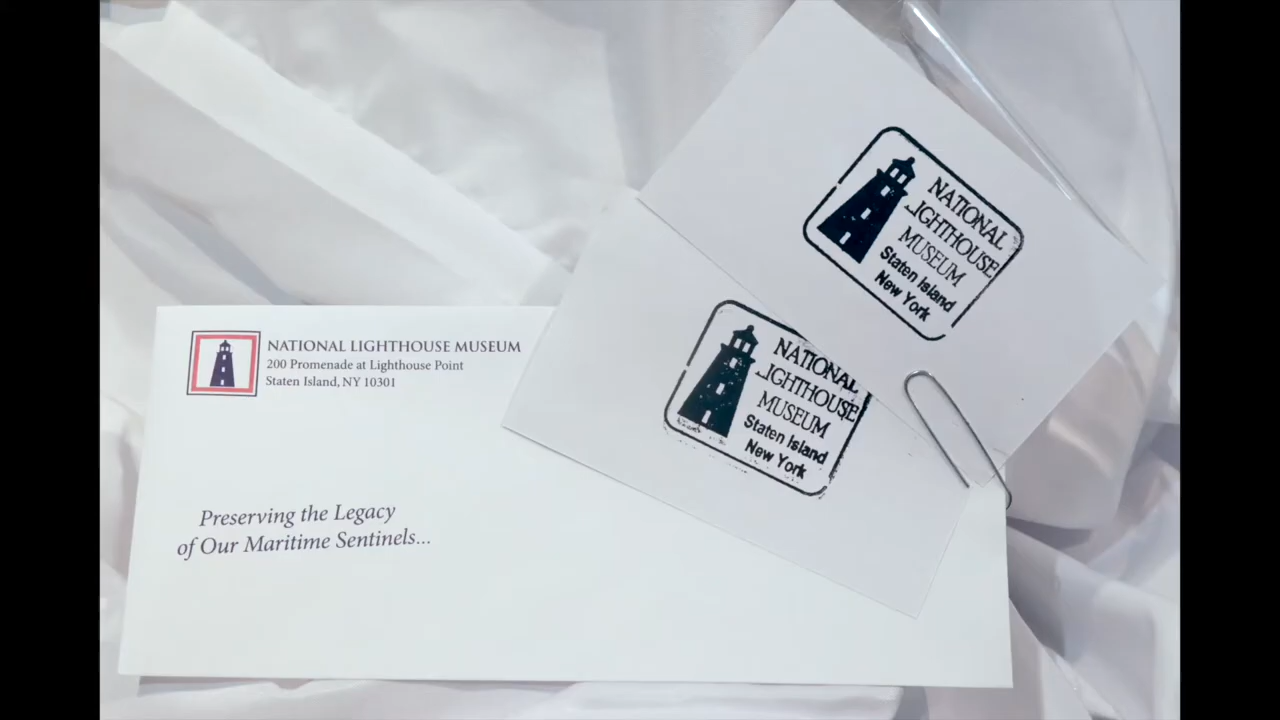 NATIONAL LIGHTHOUSE MUSEUM
200 Promenade at Lighthouse Point
Staten Island, NY 10301
Preserving the Legacy
of Our Maritime Sentinels...
NATIONAL
LIGHTHOUSE
MUSEUM
Staten Island
New York
NATIONAL
LIGHTHOUSE
MUSEUM
Staten Island
New York